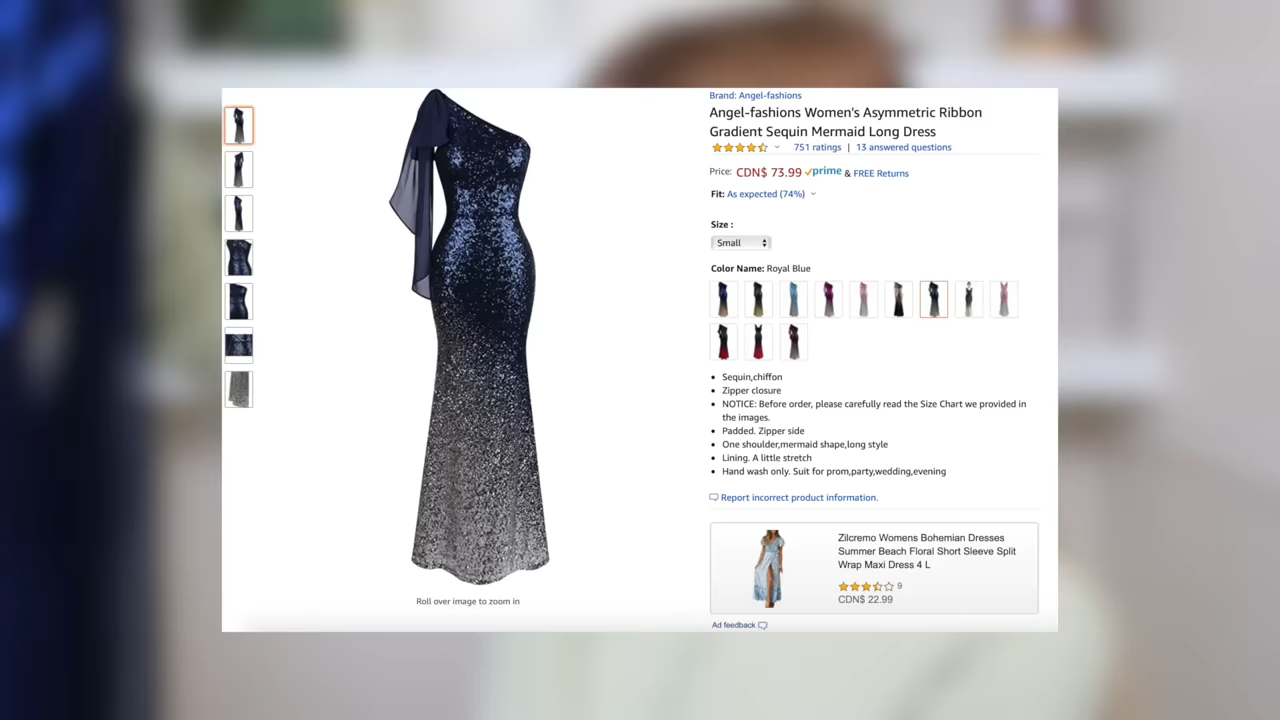 Brand: Angel-fashions
Angel-fashions Women's Asymmetric Ribbon
Gradient Sequin Mermaid Long Dress
751 ratings | 13 answered questions
Price: CDN$ 73.99 prime & FREE Returns
Fit: As expected (74%)
Size :
Small
Color Name: Royal Blue
• Sequin,chiffon
• Zipper closure
• NOTICE: Before order, please carefully read the Size Chart we provided in
the images.
• Padded. Zipper side
• One shoulder,mermaid shape,long style
• Lining. A little stretch
• Hand wash only. Suit for prom,party,wedding,evening
Report incorrect product information.
Zilcremo Womens Bohemian Dresses
Summer Beach Floral Short Sleeve Split
Wrap Maxi Dress 4 L
9
CDN$ 22.99
Roll over image to zoom in
Ad feedback